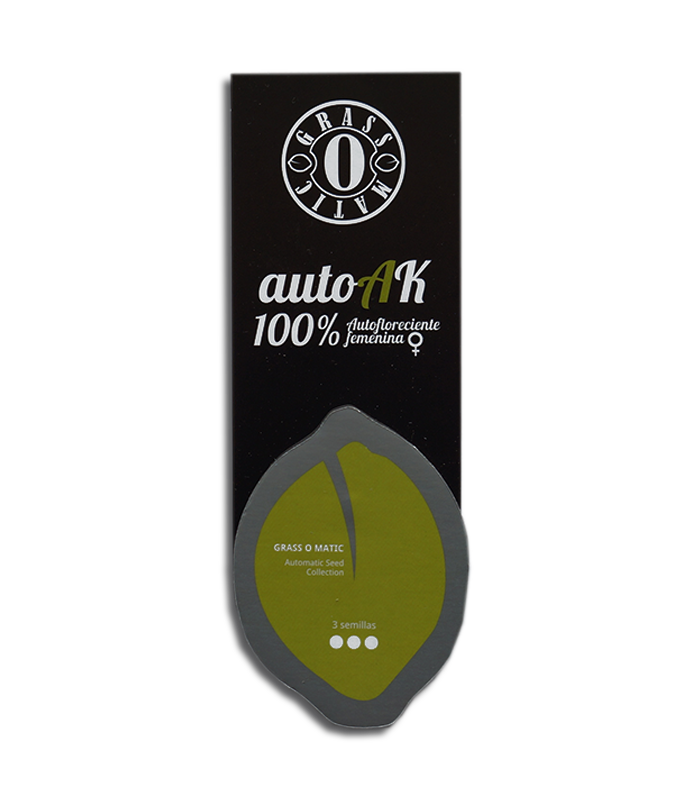 GRASS
O
MATIC
autoAK
100% Autofloreciente
femenina
GRASS O MATIC
Automatic Seed
Collection
3 semillas